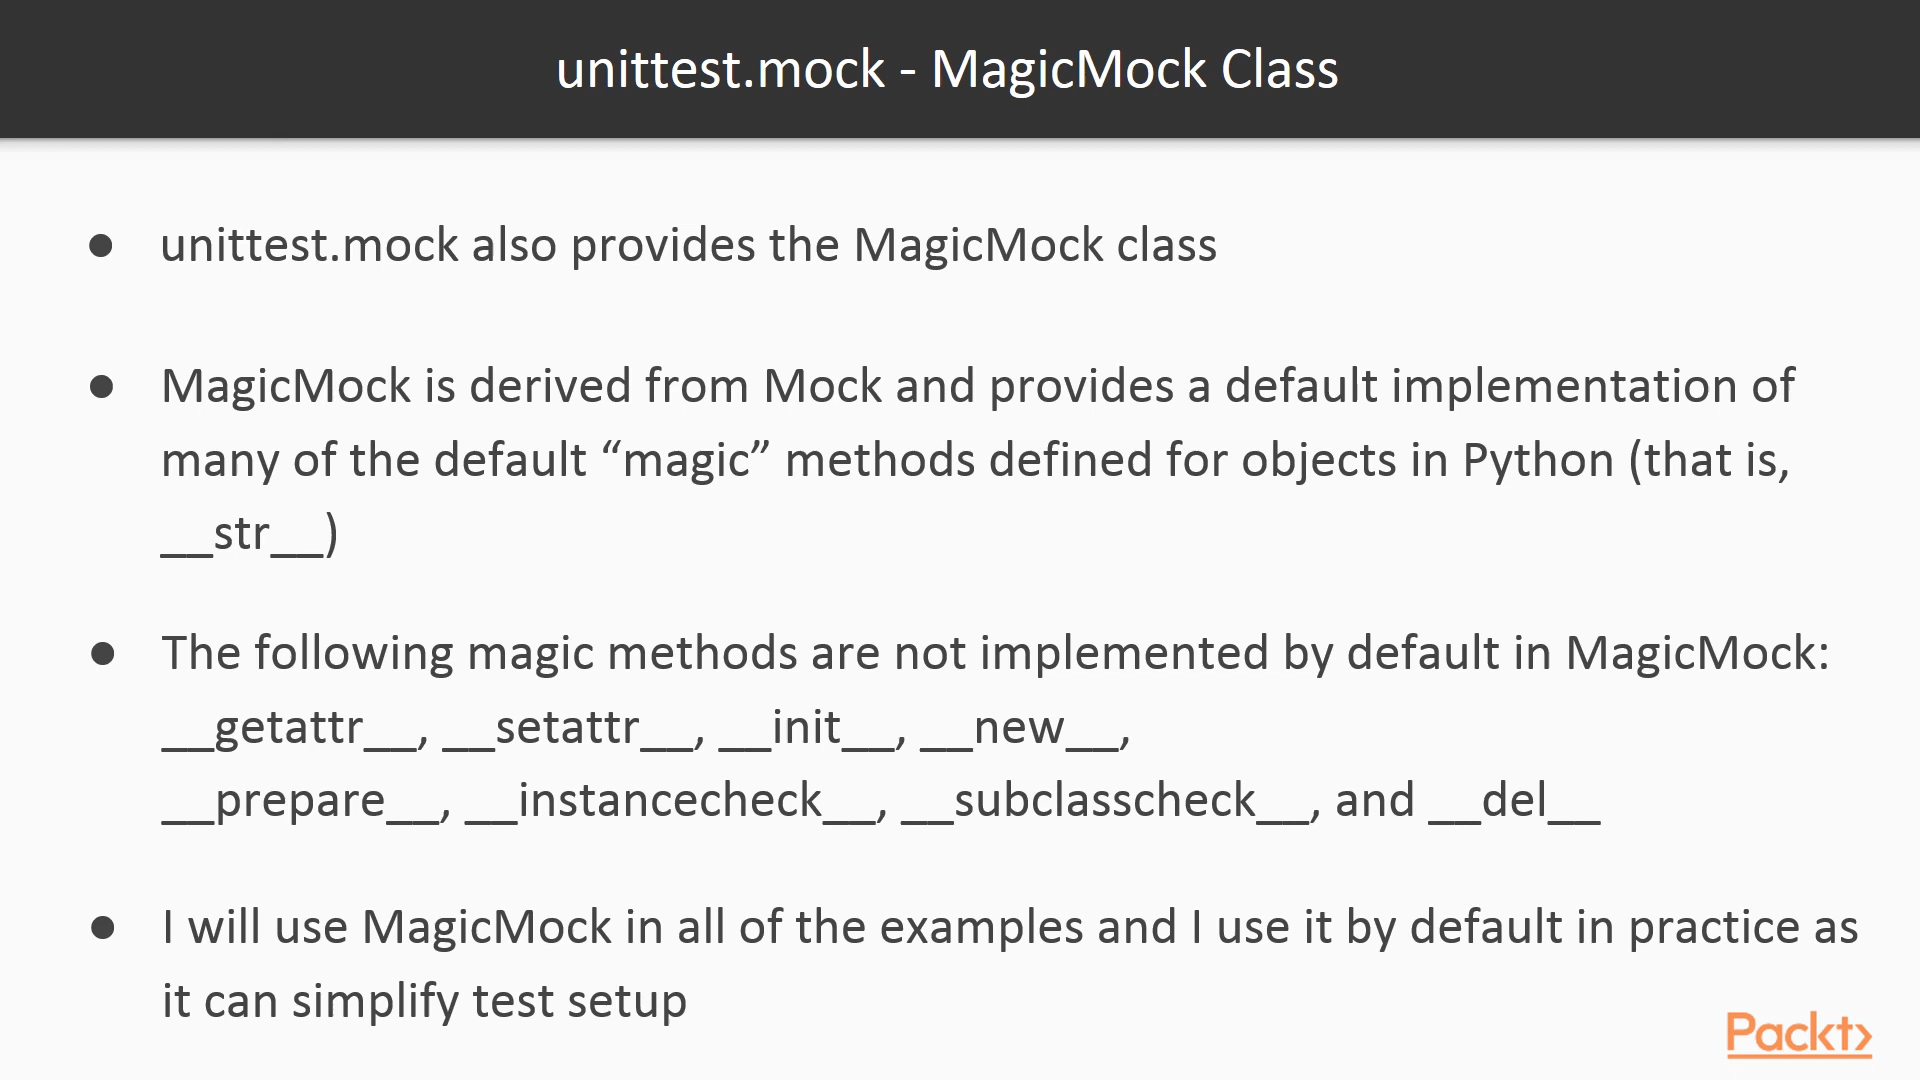 unittest.mock - MagicMock Class
● unittest.mock also provides the MagicMock class
● MagicMock is derived from Mock and provides a default implementation of
many of the default “magic” methods defined for objects in Python (that is,
__str__)
● The following magic methods are not implemented by default in MagicMock:
__getattr__, __setattr__, __init__, __new__,
__prepare__, __instancecheck__, __subclasscheck__, and __del__
● I will use MagicMock in all of the examples and I use it by default in practice as
it can simplify test setup
Packt>